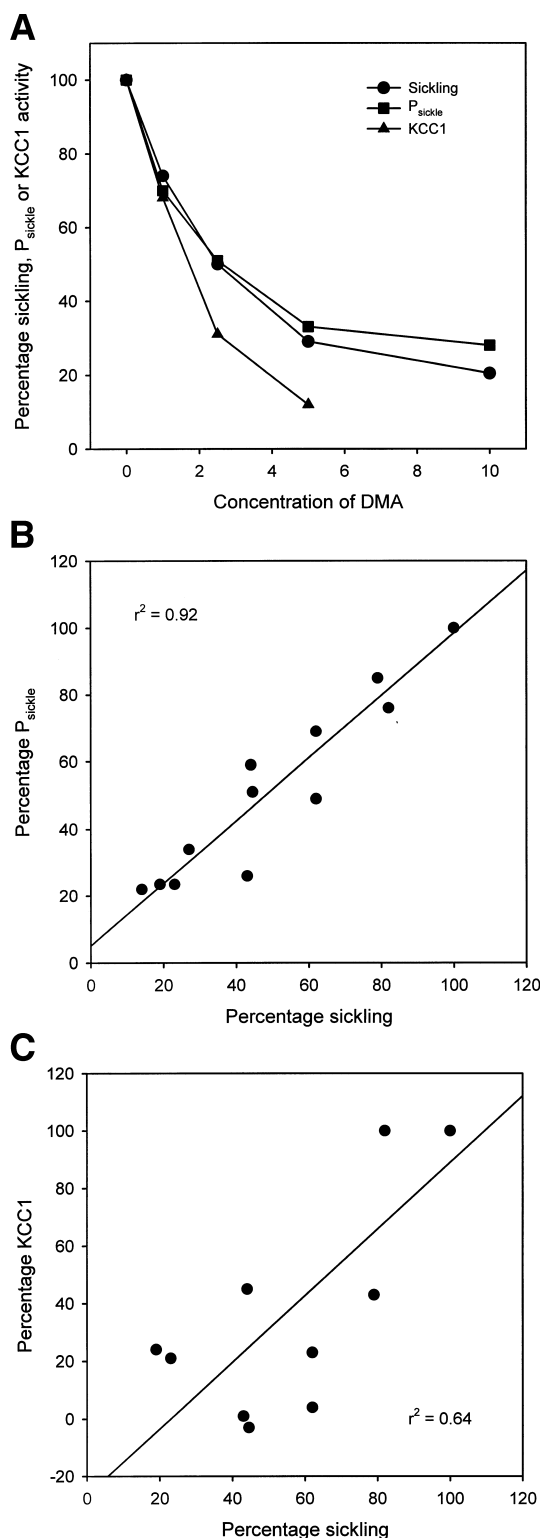 A
Percentage sickling, Psickle or KCC1 activity
100
80
60
40
20
0
Sickling
Psickle
KCC1
0 2 4 6 8 10
Concentration of DMA
B
Percentage Psickle
120
100
80
60
40
20
0
r2 = 0.92
0 20 40 60 80 100 120
Percentage sickling
C
Percentage KCC1
120
100
80
60
40
20
0
-20
r2 = 0.64
0 20 40 60 80 100 120
Percentage sickling